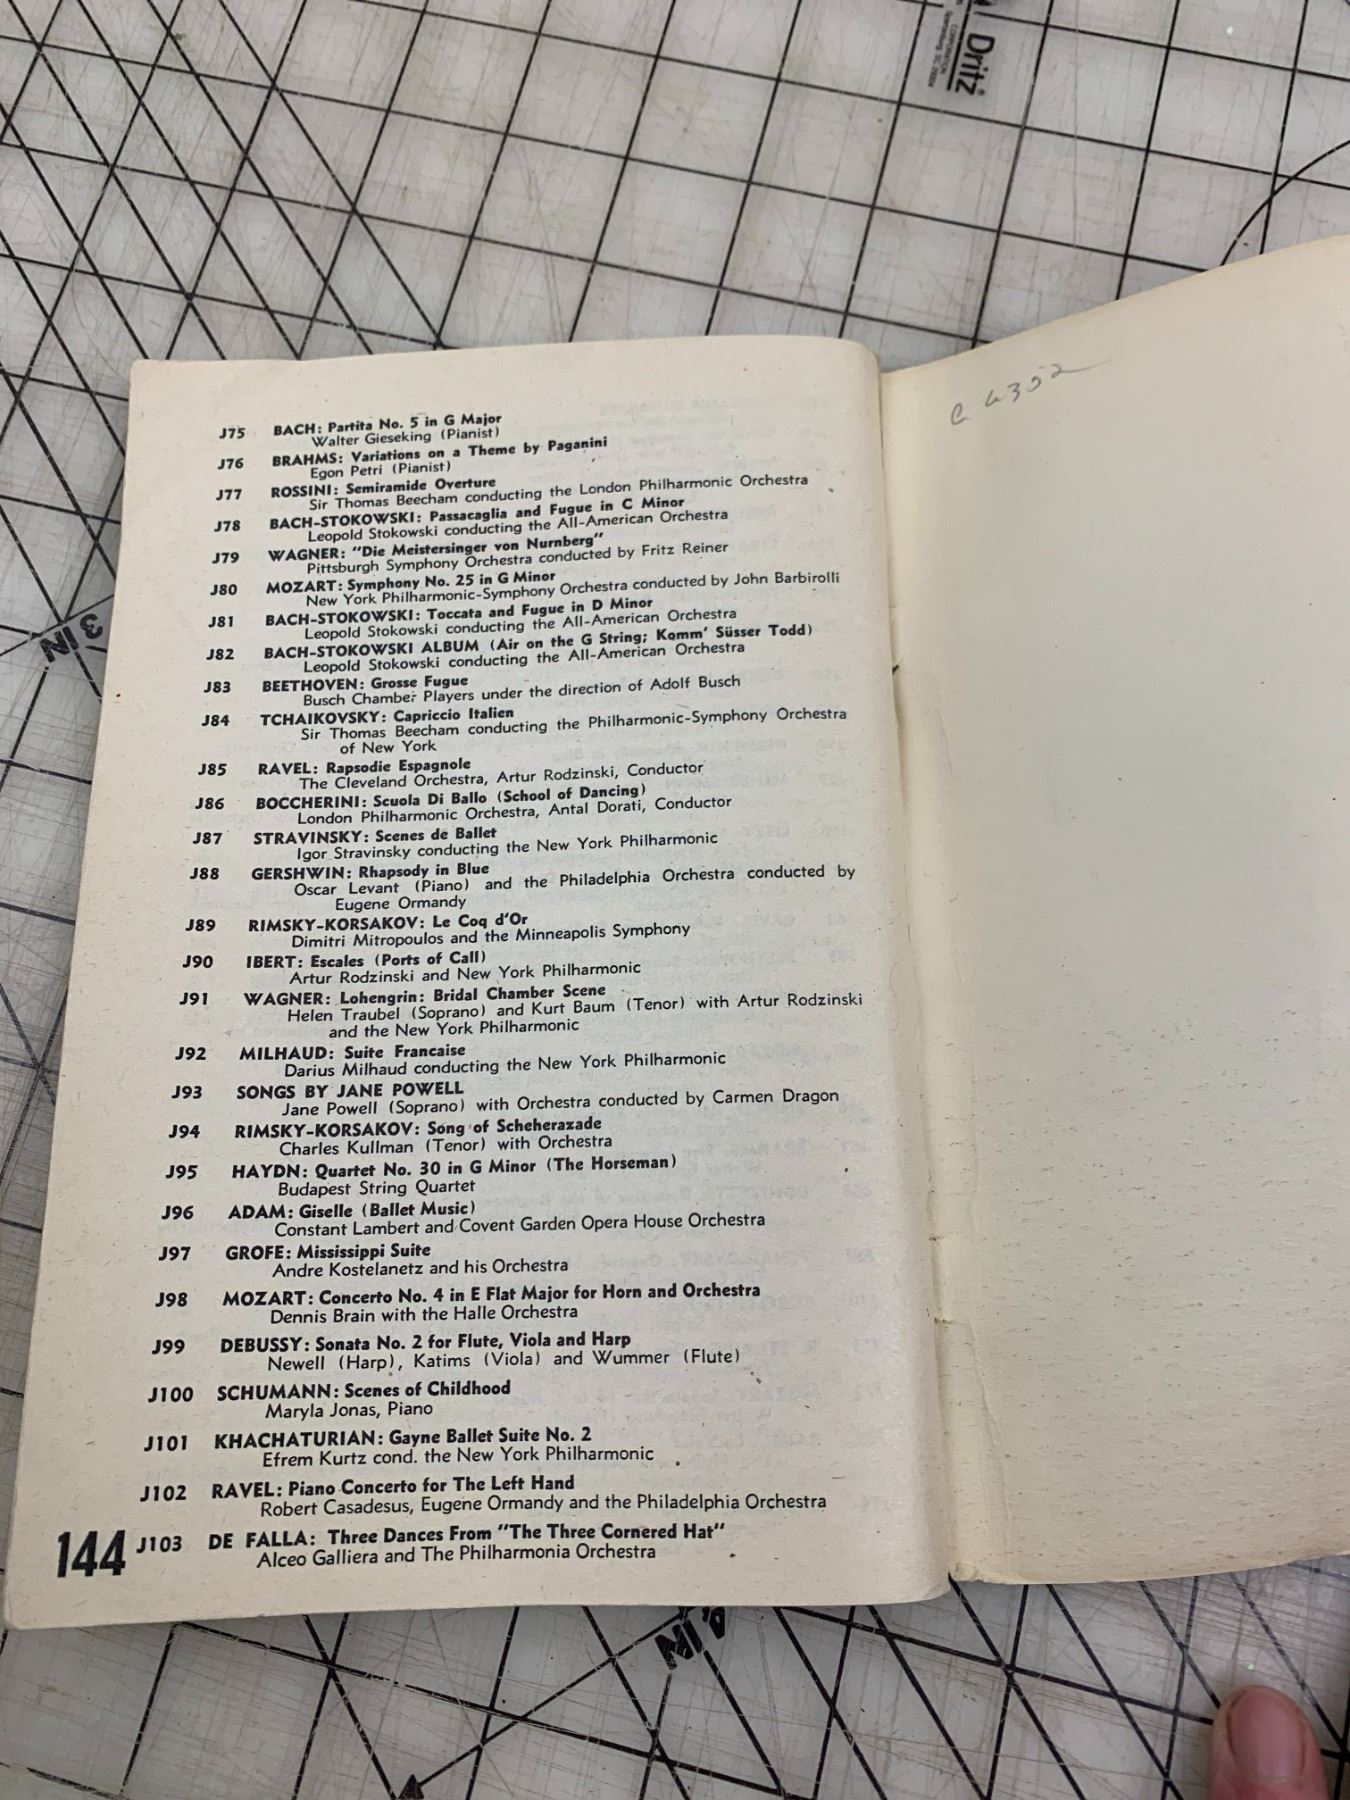 Dritz®
CORPORATION
Spartanburg, SC 29304
3 IN
J75 BACH: Partita No. 5 in G Major
Walter Gieseking (Pianist)
J76 BRAHMS: Variations on a Theme by Paganini
Egon Petri (Pianist)
J77 ROSSINI: Semiramide Overture
Sir Thomas Beecham conducting the London Philharmonic Orchestra
J78 BACH-STOKOWSKI: Passacaglia and Fugue in C Minor
Leopold Stokowski conducting the All-American Orchestra
J79 WAGNER: "Die Meistersinger von Nurnberg"
Pittsburgh Symphony Orchestra conducted by Fritz Reiner
J80 MOZART: Symphony No. 25 in G Minor
New York Philharmonic-Symphony Orchestra conducted by John Barbirolli
J81 BACH-STOKOWSKI: Toccata and Fugue in D Minor
Leopold Stokowski conducting the All-American Orchestra
J82 BACH-STOKOWSKI ALBUM (Air on the G String; Komm' Süsser Todd)
Leopold Stokowski conducting the All-American Orchestra
J83 BEETHOVEN: Grosse Fugue
Busch Chamber Players under the direction of Adolf Busch
J84 TCHAIKOVSKY: Capriccio Italien
Sir Thomas Beecham conducting the Philharmonic-Symphony Orchestra
of New York
J85 RAVEL: Rapsodie Espagnole
The Cleveland Orchestra, Artur Rodzinski, Conductor
J86 BOCCHERINI: Scuola Di Ballo (School of Dancing)
London Philharmonic Orchestra, Antal Dorati, Conductor
J87 STRAVINSKY: Scenes de Ballet
Igor Stravinsky conducting the New York Philharmonic
J88 GERSHWIN: Rhapsody in Blue
Oscar Levant (Piano) and the Philadelphia Orchestra conducted by
Eugene Ormandy
J89 RIMSKY-KORSAKOV: Le Coq d'Or
Dimitri Mitropoulos and the Minneapolis Symphony
J90 IBERT: Escales (Ports of Call)
Artur Rodzinski and New York Philharmonic
J91 WAGNER: Lohengrin: Bridal Chamber Scene
Helen Traubel (Soprano) and Kurt Baum (Tenor) with Artur Rodzinski
and the New York Philharmonic
J92 MILHAUD: Suite Francaise
Darius Milhaud conducting the New York Philharmonic
J93 SONGS BY JANE POWELL
Jane Powell (Soprano) with Orchestra conducted by Carmen Dragon
J94 RIMSKY-KORSAKOV: Song of Scheherazade
Charles Kullman (Tenor) with Orchestra
J95 HAYDN: Quartet No. 30 in G Minor (The Horseman)
Budapest String Quartet
J96 ADAM: Giselle (Ballet Music)
Constant Lambert and Covent Garden Opera House Orchestra
J97 GROFE: Mississippi Suite
Andre Kostelanetz and his Orchestra
J98 MOZART: Concerto No. 4 in E Flat Major for Horn and Orchestra
Dennis Brain with the Halle Orchestra
J99 DEBUSSY: Sonata No. 2 for Flute, Viola and Harp
Newell (Harp), Katims (Viola) and Wummer (Flute)
J100 SCHUMANN: Scenes of Childhood
Maryla Jonas, Piano
J101 KHACHATURIAN: Gayne Ballet Suite No. 2
Efrem Kurtz cond. the New York Philharmonic
J102 RAVEL: Piano Concerto for The Left Hand
Robert Casadesus, Eugene Ormandy and the Philadelphia Orchestra
J103 DE FALLA: Three Dances From "The Three Cornered Hat"
Alceo Galliera and The Philharmonia Orchestra
144
C 6352
IN